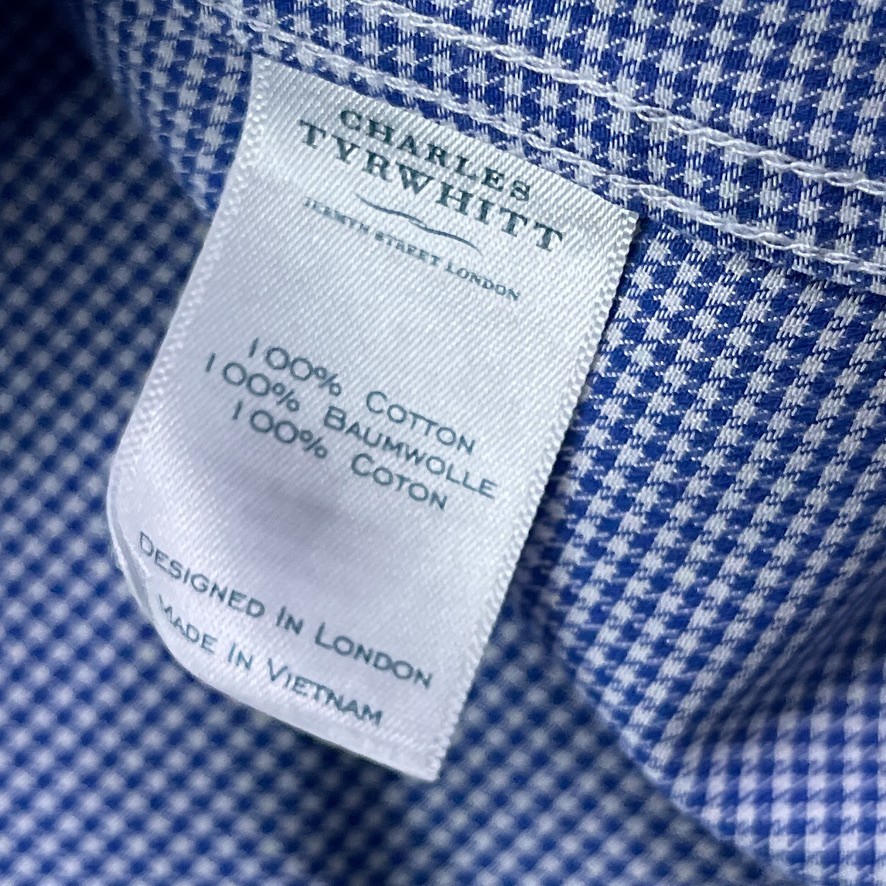 CHARLES
TYRWHITT
JERMYN STREET LONDON
100% COTTON
100% BAUMWOLLE
100% COTON
DESIGNED IN LONDON
MADE IN VIETNAM